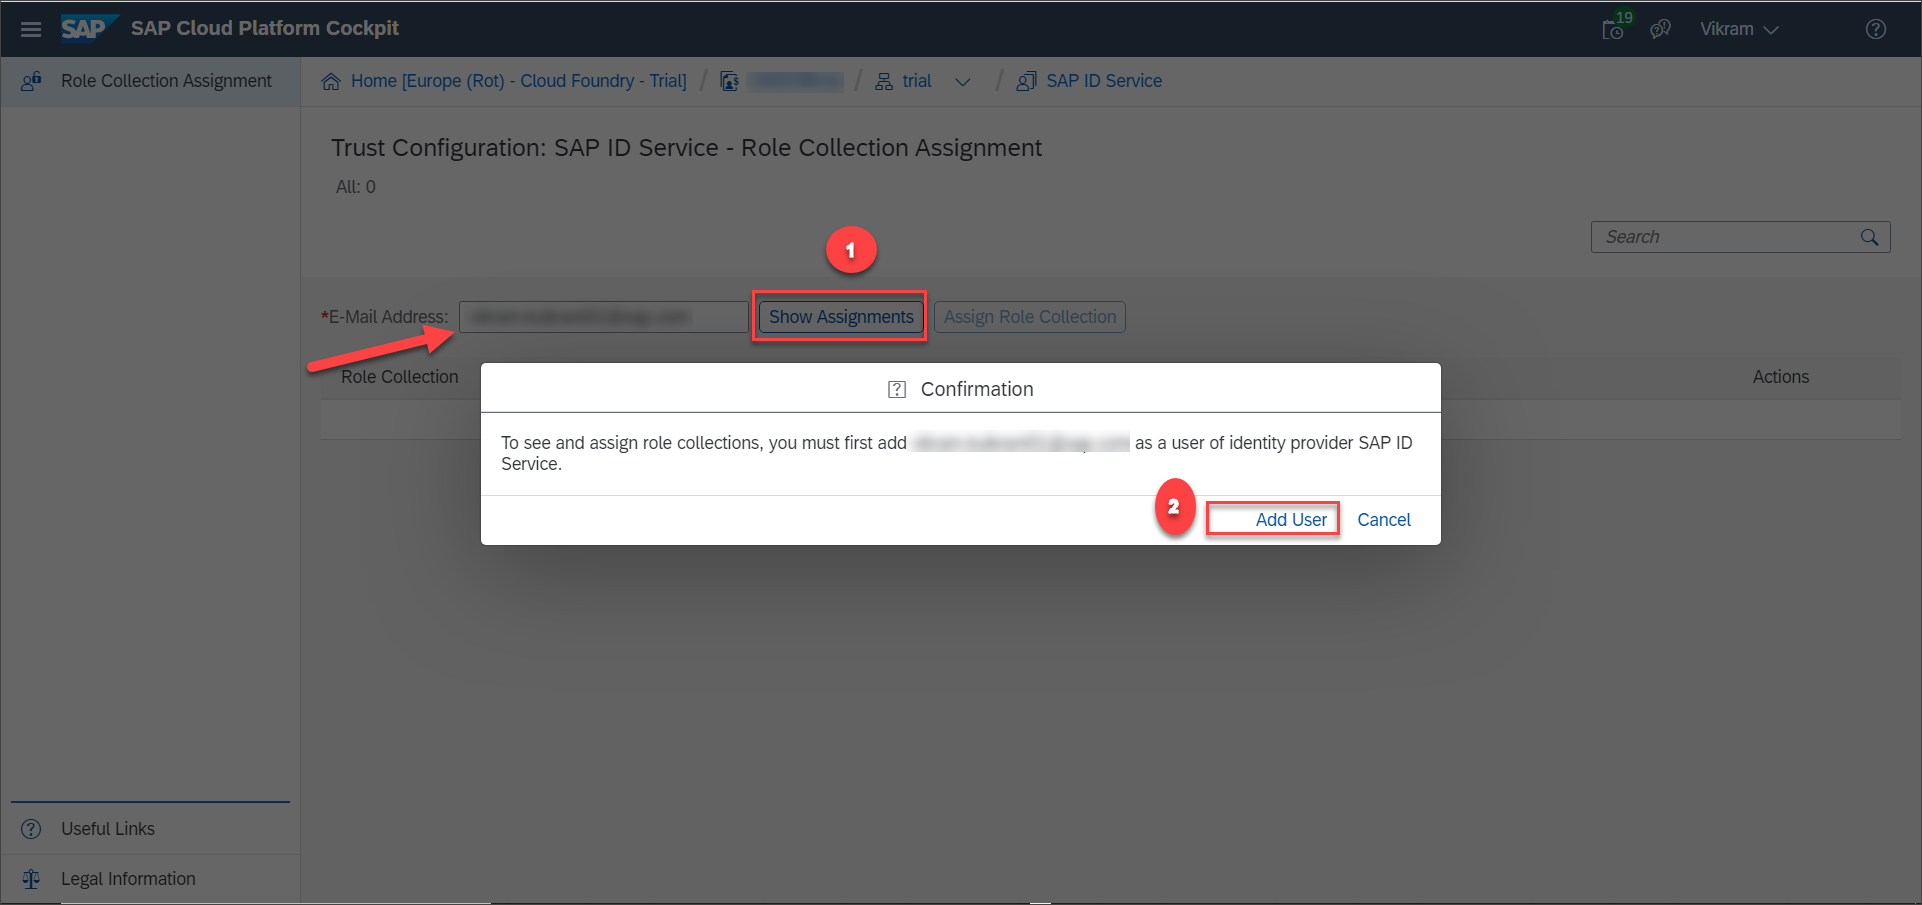 SAP SAP Cloud Platform Cockpit 19 Vikram
Role Collection Assignment
Home [Europe (Rot) - Cloud Foundry - Trial] / / trial / SAP ID Service
Trust Configuration: SAP ID Service - Role Collection Assignment
All: 0
Search
1
*E-Mail Address: Show Assignments Assign Role Collection
Role Collection Actions
Confirmation
To see and assign role collections, you must first add as a user of identity provider SAP ID
Service.
2 Add User Cancel
Useful Links
Legal Information